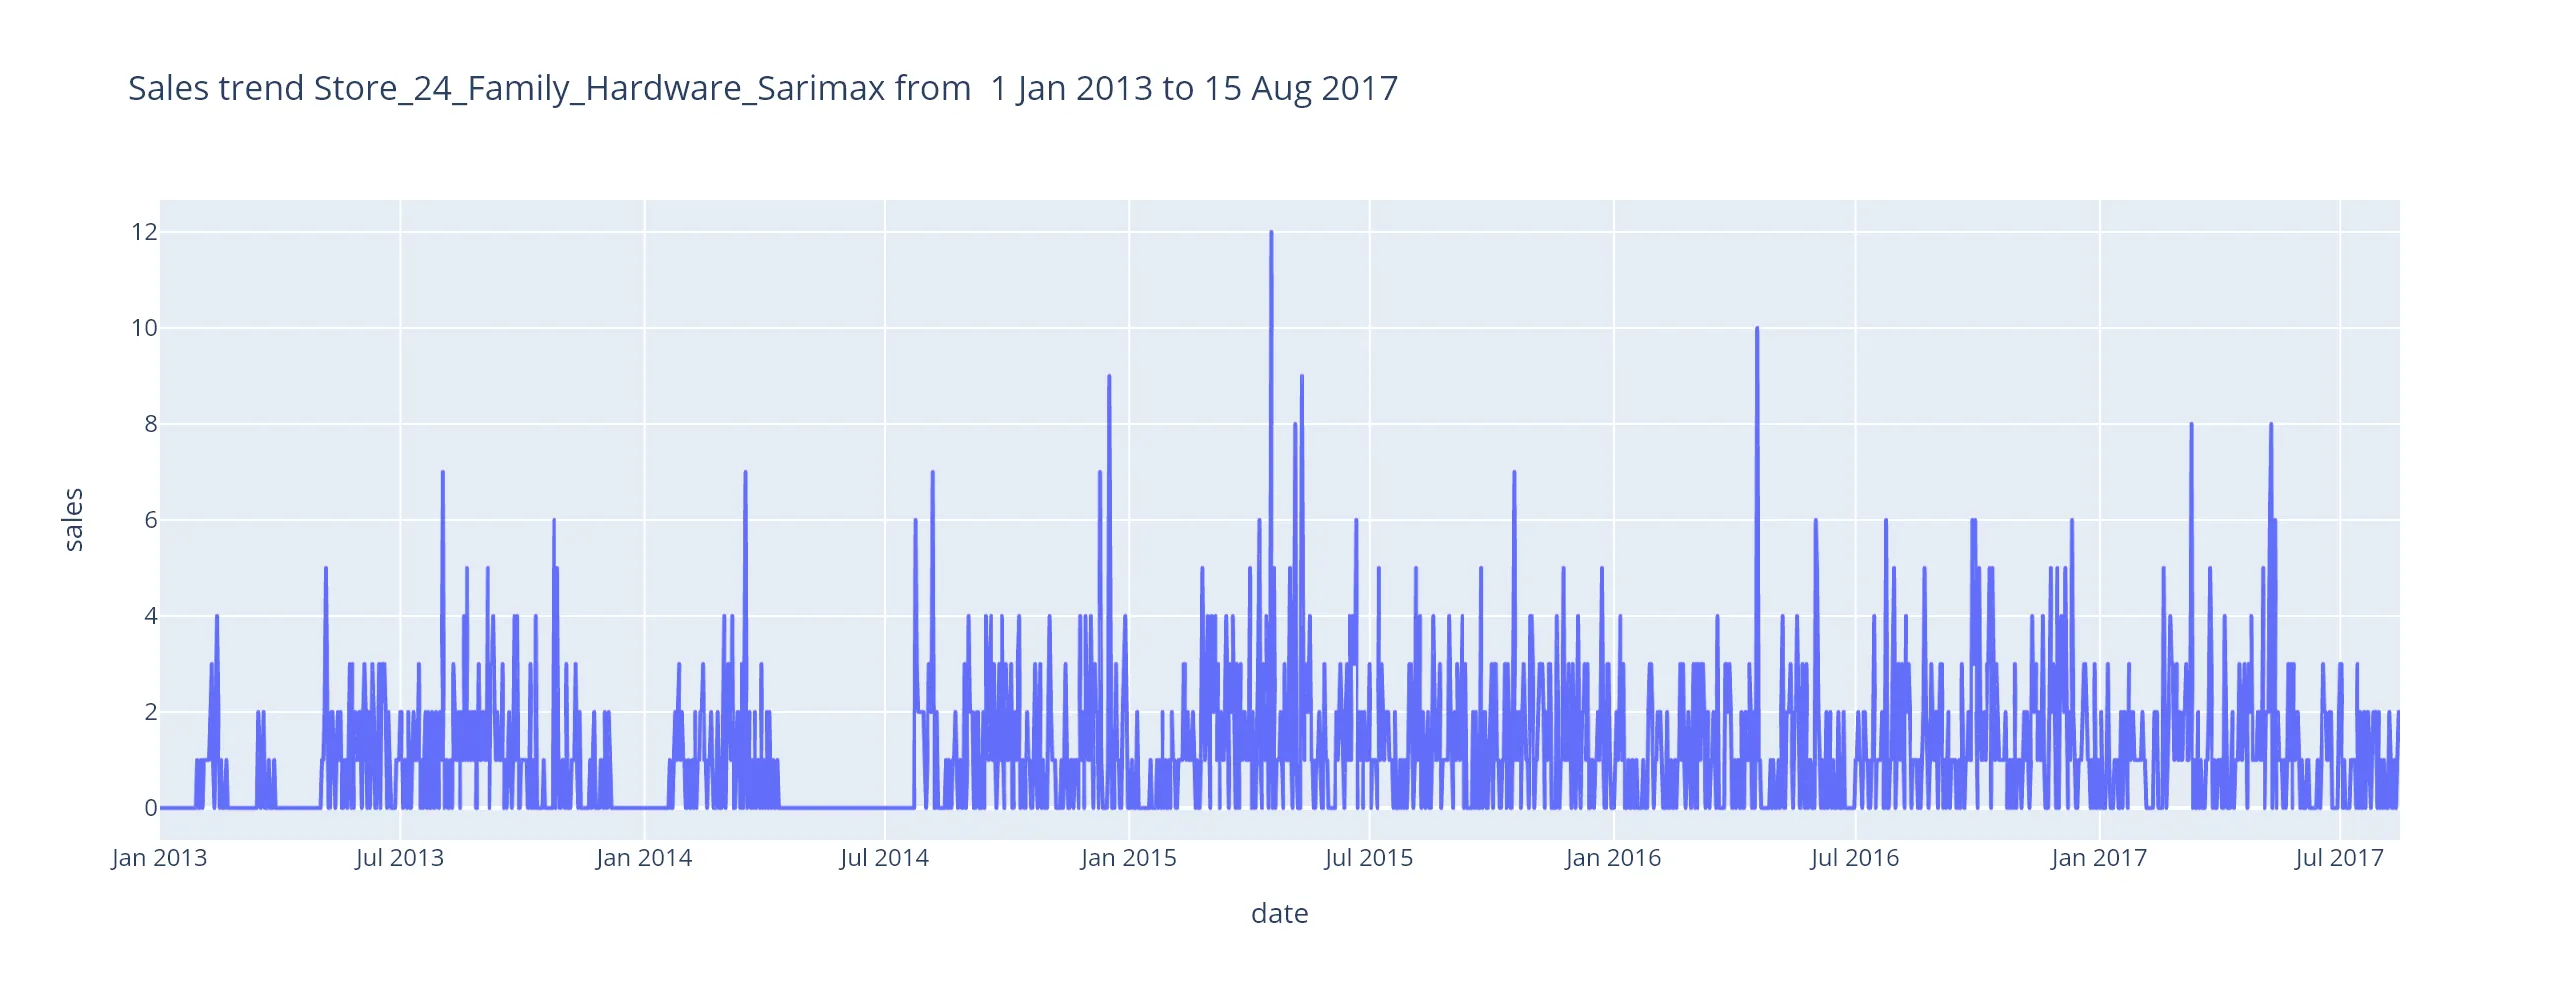 Sales trend Store_24_Family_Hardware_Sarimax from  1 Jan 2013 to 15 Aug 2017
12
10
8
6
4
2
0
sales
Jan 2013 Jul 2013 Jan 2014 Jul 2014 Jan 2015 Jul 2015 Jan 2016 Jul 2016 Jan 2017 Jul 2017
date